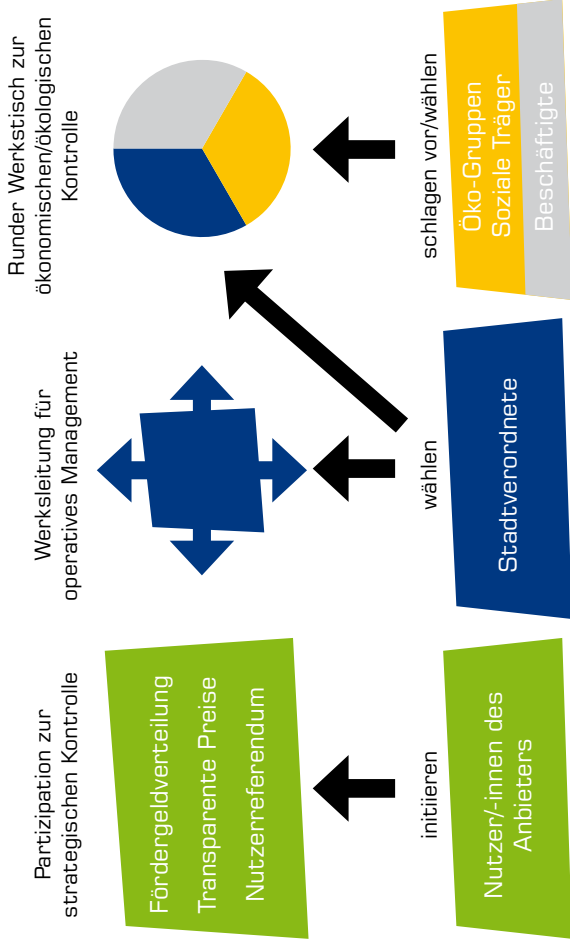 Partizipation zur
strategischen Kontrolle
Fördergeldverteilung
Transparente Preise
Nutzerreferendum
initiieren
Nutzer/-innen des
Anbieters
Werksleitung für
operatives Management
wählen
Stadtverordnete
Runder Werkstisch zur
ökonomischen/ökologischen
Kontrolle
schlagen vor/wählen
Öko-Gruppen
Soziale Träger
Beschäftigte